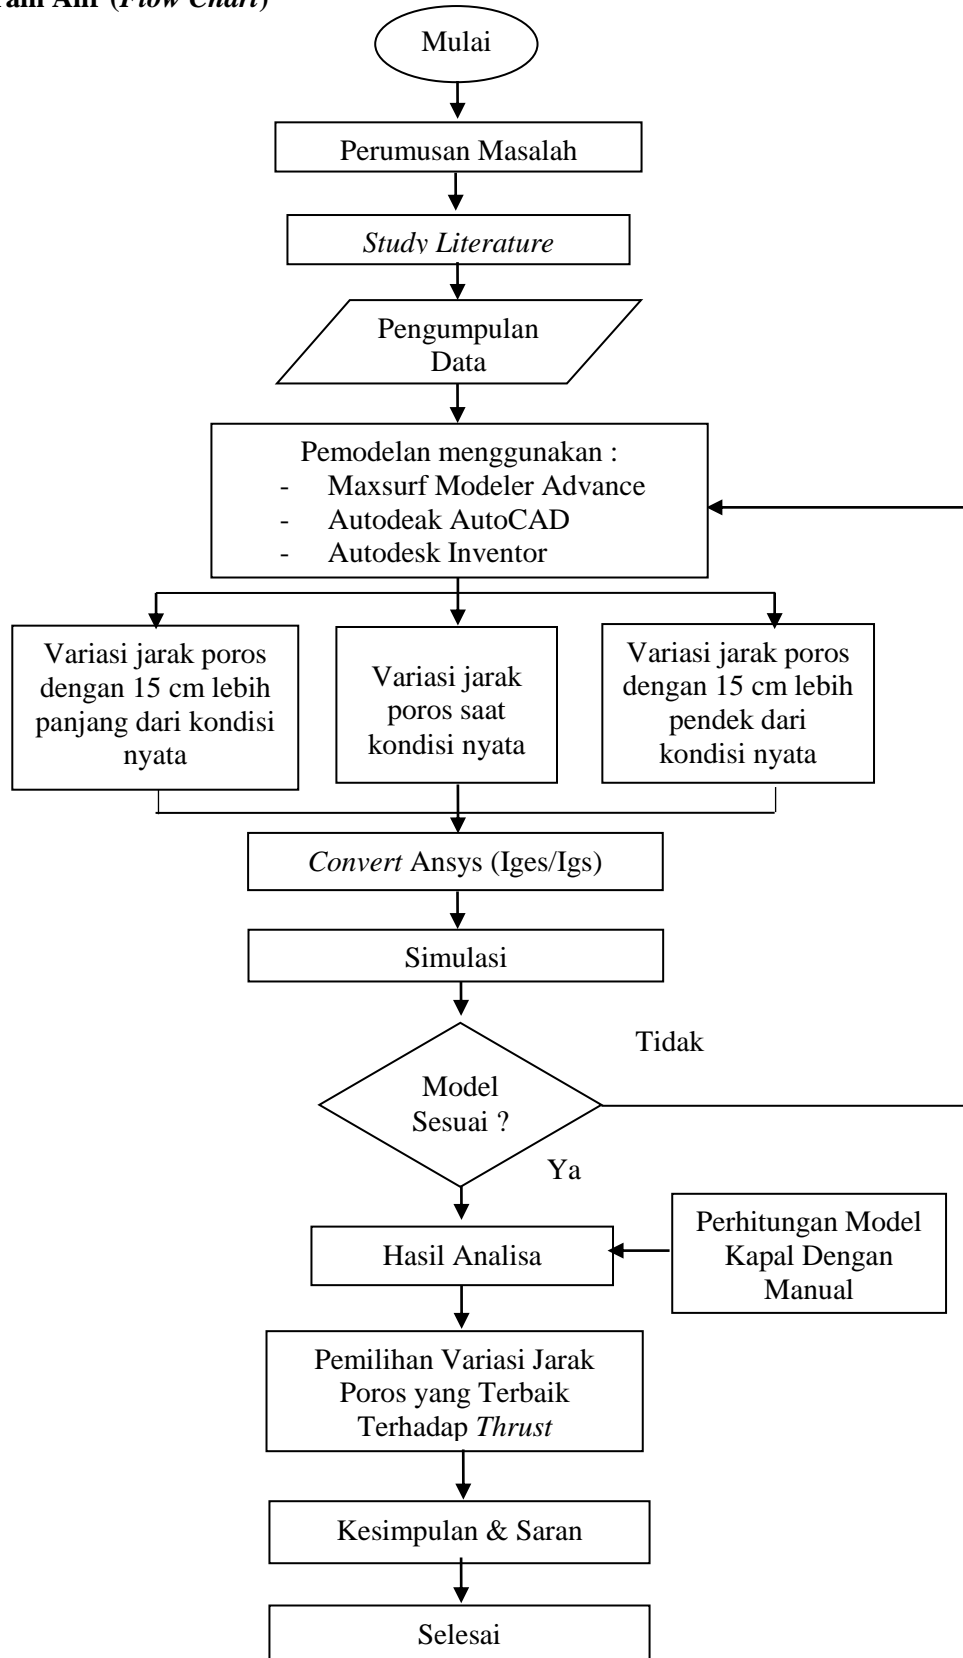 (Flow Chart)
Mulai
Perumusan Masalah
Study Literature
Pengumpulan
Data
Pemodelan menggunakan :
- Maxsurf Modeler Advance
- Autodeak AutoCAD
- Autodesk Inventor
Variasi jarak poros
dengan 15 cm lebih
panjang dari kondisi
nyata
Variasi jarak
poros saat
kondisi nyata
Variasi jarak poros
dengan 15 cm lebih
pendek dari
kondisi nyata
Convert Ansys (Iges/Igs)
Simulasi
Model
Sesuai ?
Tidak
Ya
Hasil Analisa
Perhitungan Model
Kapal Dengan
Manual
Pemilihan Variasi Jarak
Poros yang Terbaik
Terhadap Thrust
Kesimpulan & Saran
Selesai